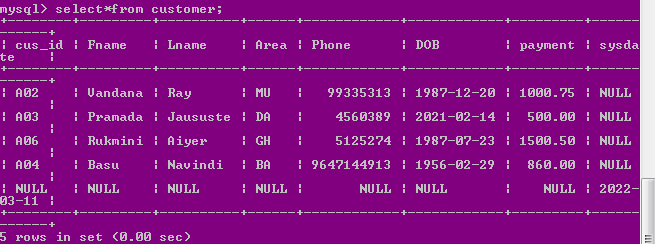 mysql> select*from customer;
+--------+---------+----------+------+------------+------------+---------+------
------+
| cus_id | Fname | Lname | Area | Phone | DOB | payment | sysda
te |
+--------+---------+----------+------+------------+------------+---------+------
------+
| A02 | Vandana | Ray | MU | 99335313 | 1987-12-20 | 1000.75 | NULL
|
| A03 | Pramada | Jaususte | DA | 4560389 | 2021-02-14 | 500.00 | NULL
|
| A06 | Rukmini | Aiyer | GH | 5125274 | 1987-07-23 | 1500.50 | NULL
|
| A04 | Basu | Navindi | BA | 9647144913 | 1956-02-29 | 860.00 | NULL
|
| NULL | NULL | NULL | NULL | NULL | NULL | NULL | 2022-
03-11 |
+--------+---------+----------+------+------------+------------+---------+------
------+
5 rows in set (0.00 sec)